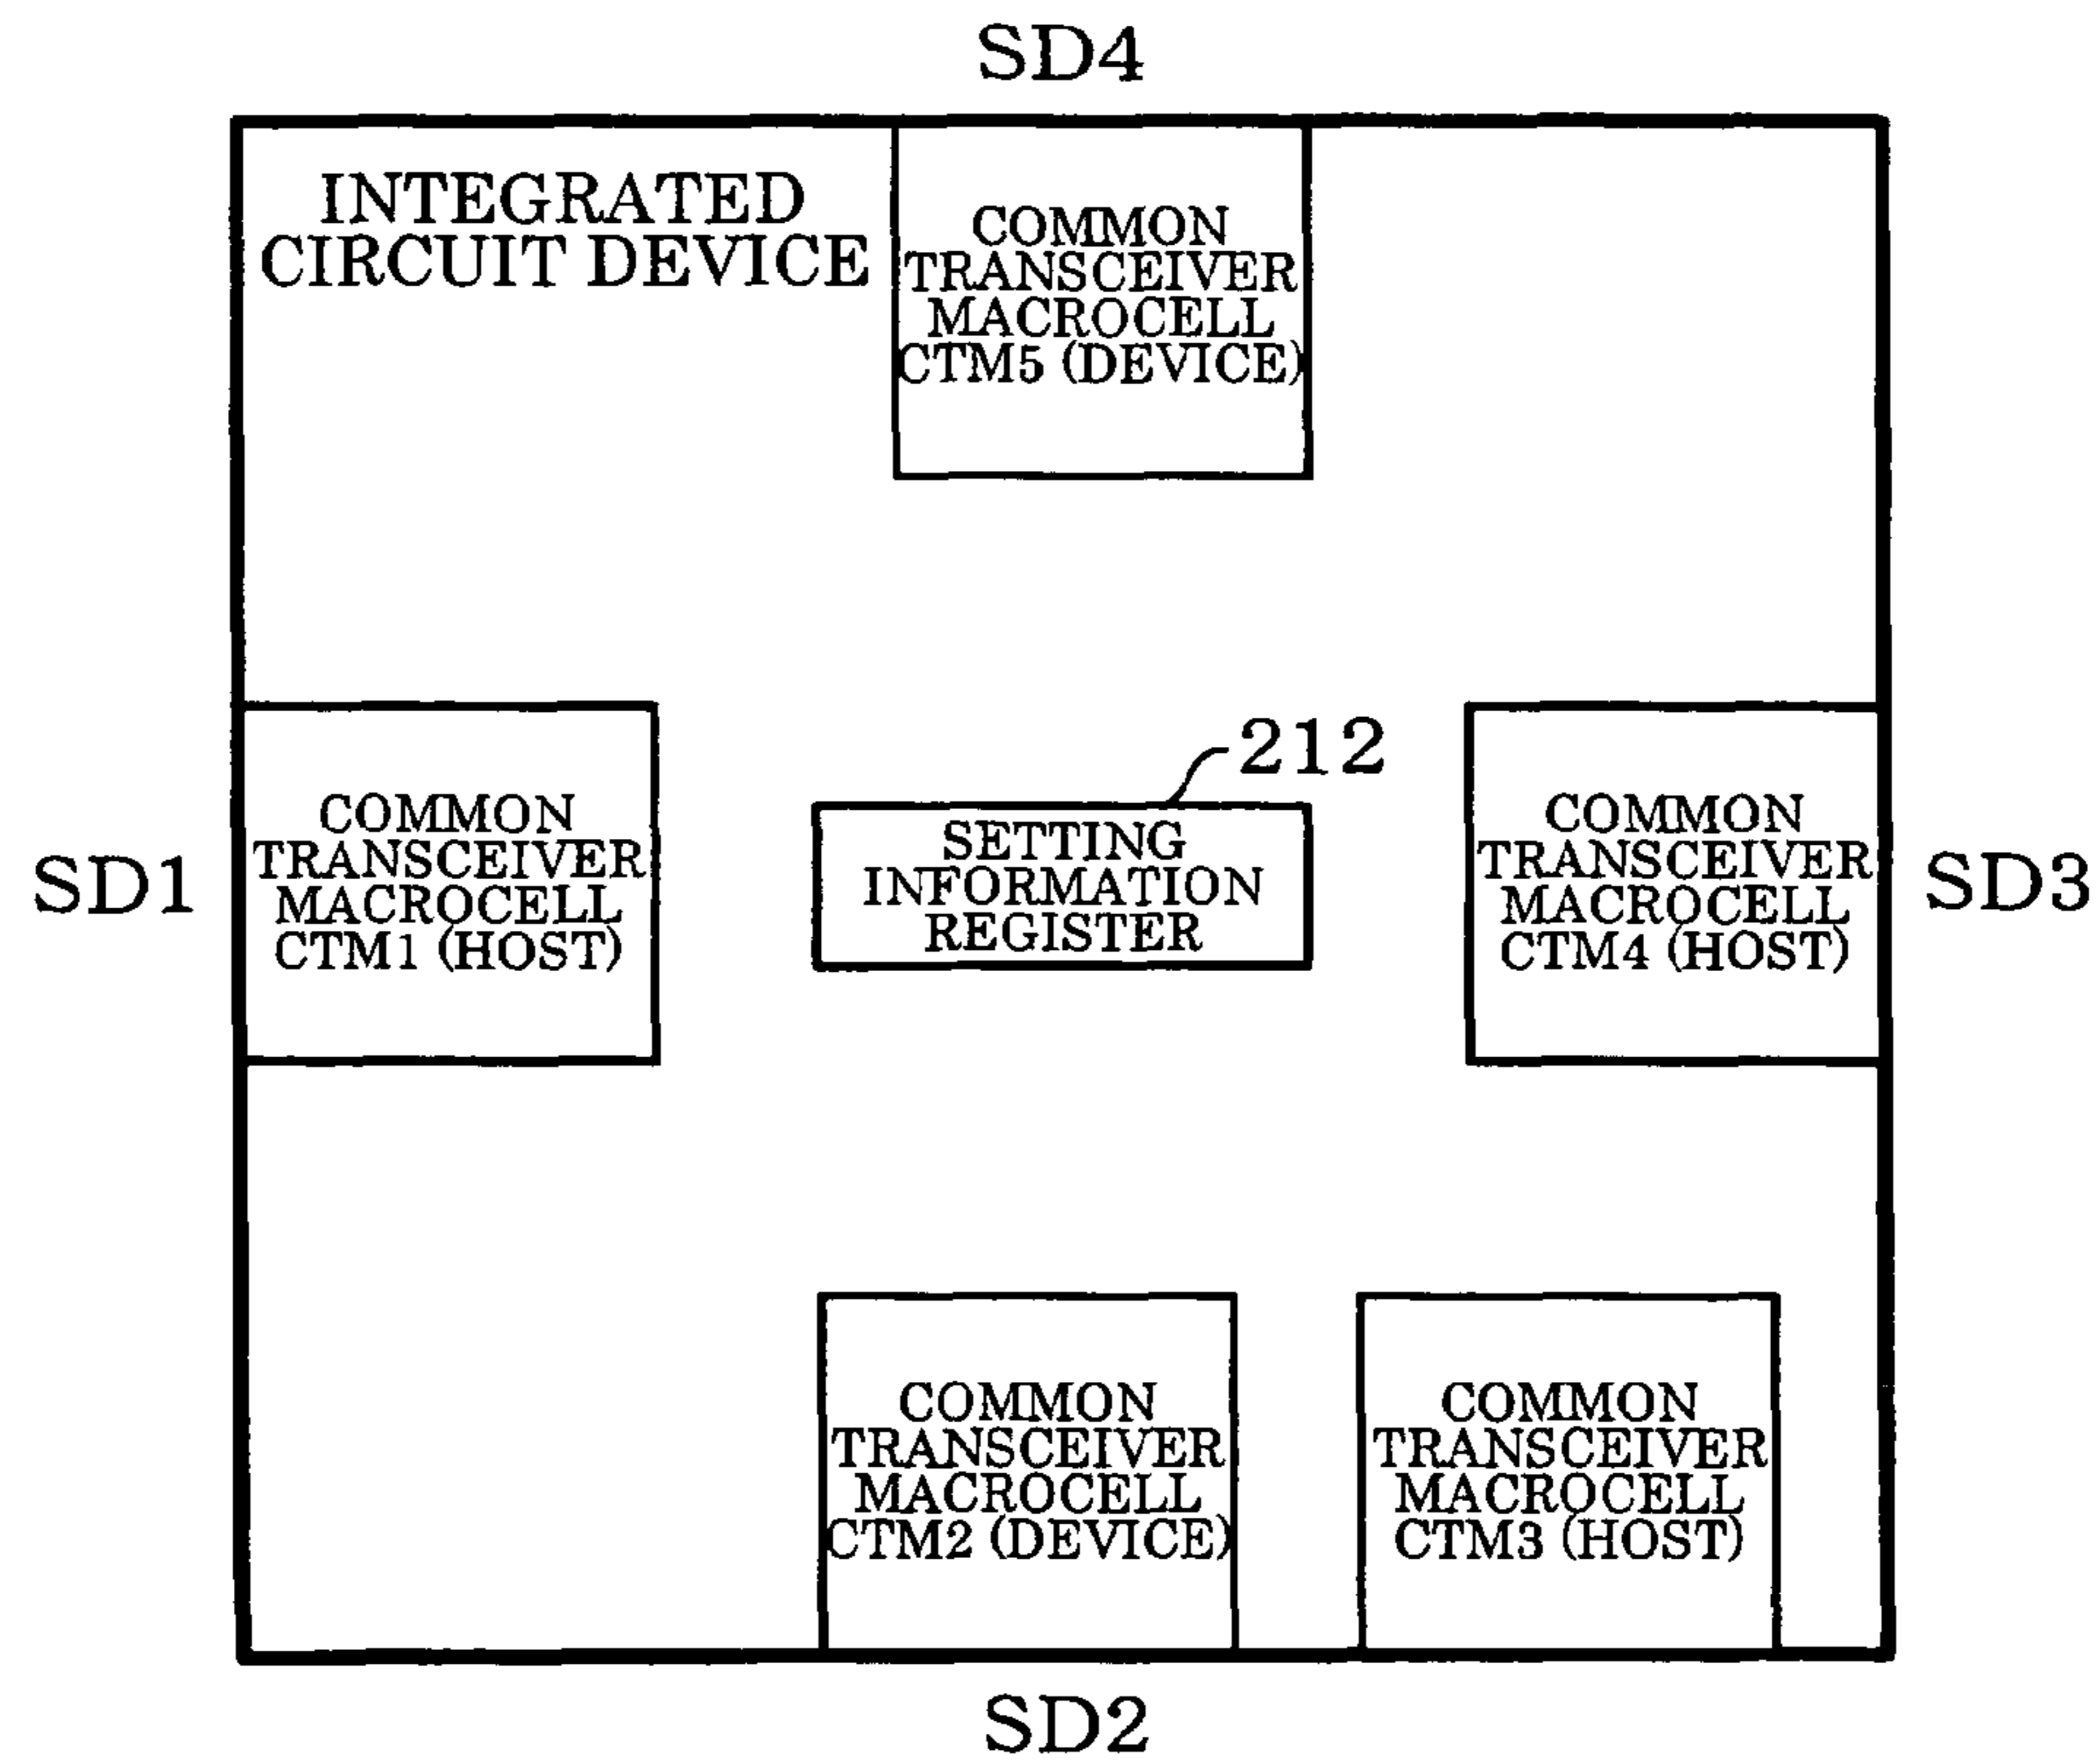 SD4
INTEGRATED
CIRCUIT DEVICE
COMMON
TRANSCEIVER
MACROCELL
CTM5 (DEVICE)
SD1
COMMON
TRANSCEIVER
MACROCELL
CTM1 (HOST)
212
SETTING
INFORMATION
REGISTER
COMMON
TRANSCEIVER
MACROCELL
CTM4 (HOST)
SD3
COMMON
TRANSCEIVER
MACROCELL
CTM2 (DEVICE)
COMMON
TRANSCEIVER
MACROCELL
CTM3 (HOST)
SD2